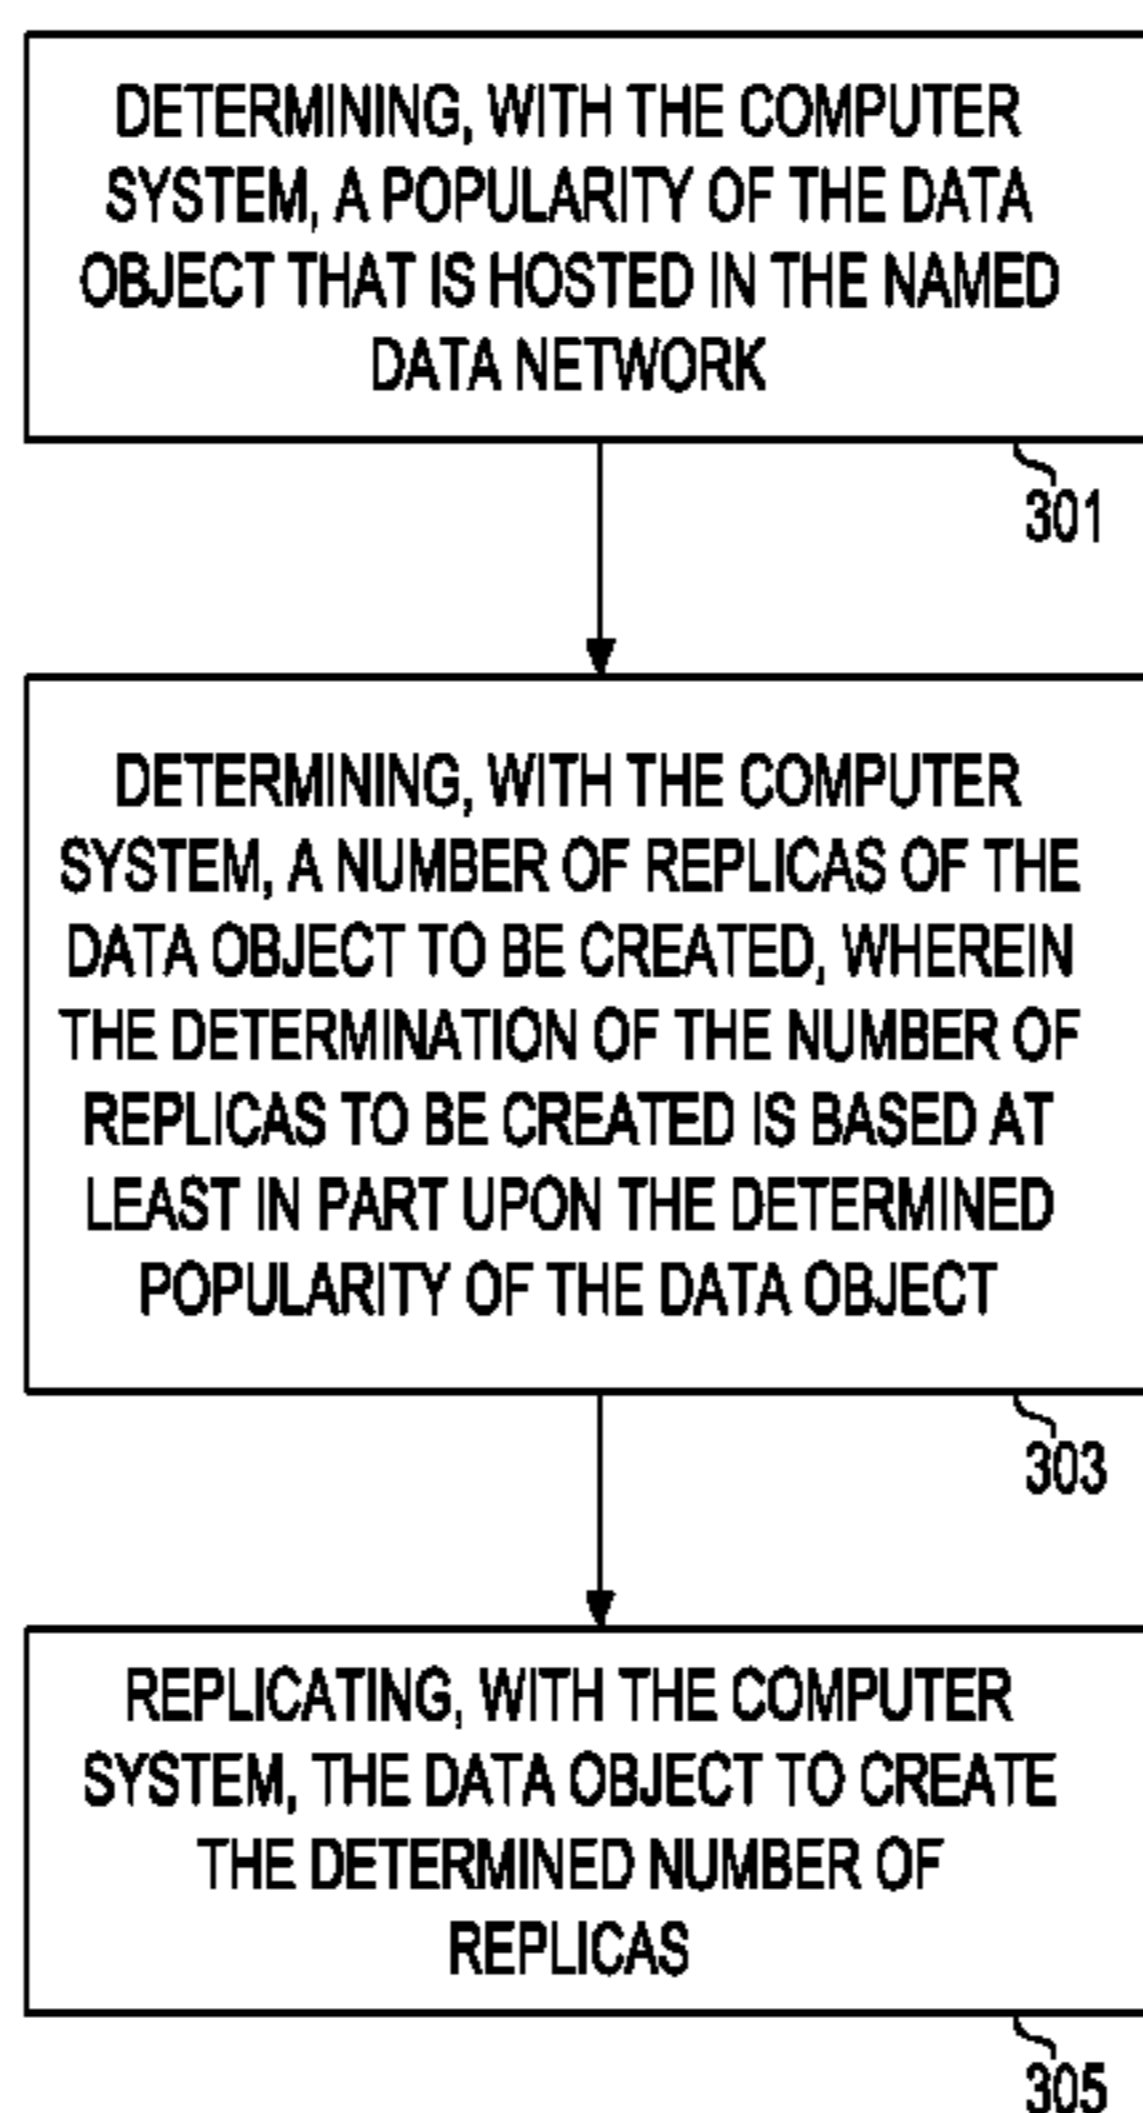 DETERMINING, WITH THE COMPUTER
SYSTEM, A POPULARITY OF THE DATA
OBJECT THAT IS HOSTED IN THE NAMED
DATA NETWORK
301
DETERMINING, WITH THE COMPUTER
SYSTEM, A NUMBER OF REPLICAS OF THE
DATA OBJECT TO BE CREATED, WHEREIN
THE DETERMINATION OF THE NUMBER OF
REPLICAS TO BE CREATED IS BASED AT
LEAST IN PART UPON THE DETERMINED
POPULARITY OF THE DATA OBJECT
303
REPLICATING, WITH THE COMPUTER
SYSTEM, THE DATA OBJECT TO CREATE
THE DETERMINED NUMBER OF
REPLICAS
305